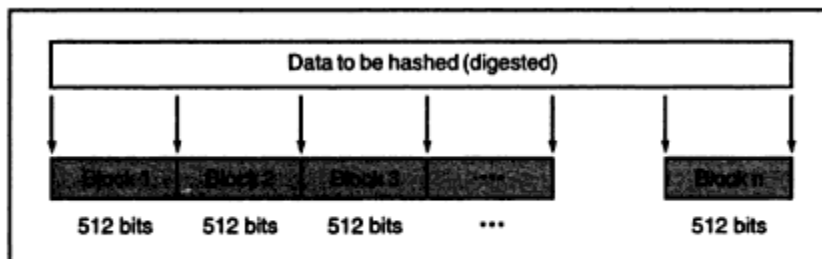 Data to be hashed (digested)
Block 1 Block 2 Block 3 .... Block n
512 bits 512 bits 512 bits ... 512 bits